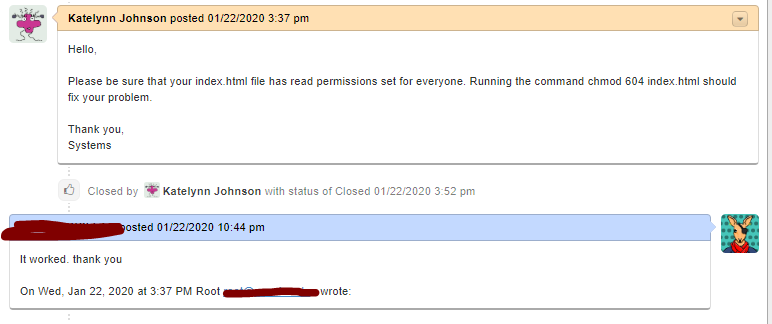 Katelynn Johnson posted 01/22/2020 3:37 pm
Hello,
Please be sure that your index.html file has read permissions set for everyone. Running the command chmod 604 index.html should
fix your problem.
Thank you,
Systems
Closed by Katelynn Johnson with status of Closed 01/22/2020 3:52 pm
posted 01/22/2020 10:44 pm
It worked. thank you
On Wed, Jan 22, 2020 at 3:37 PM Root wrote: